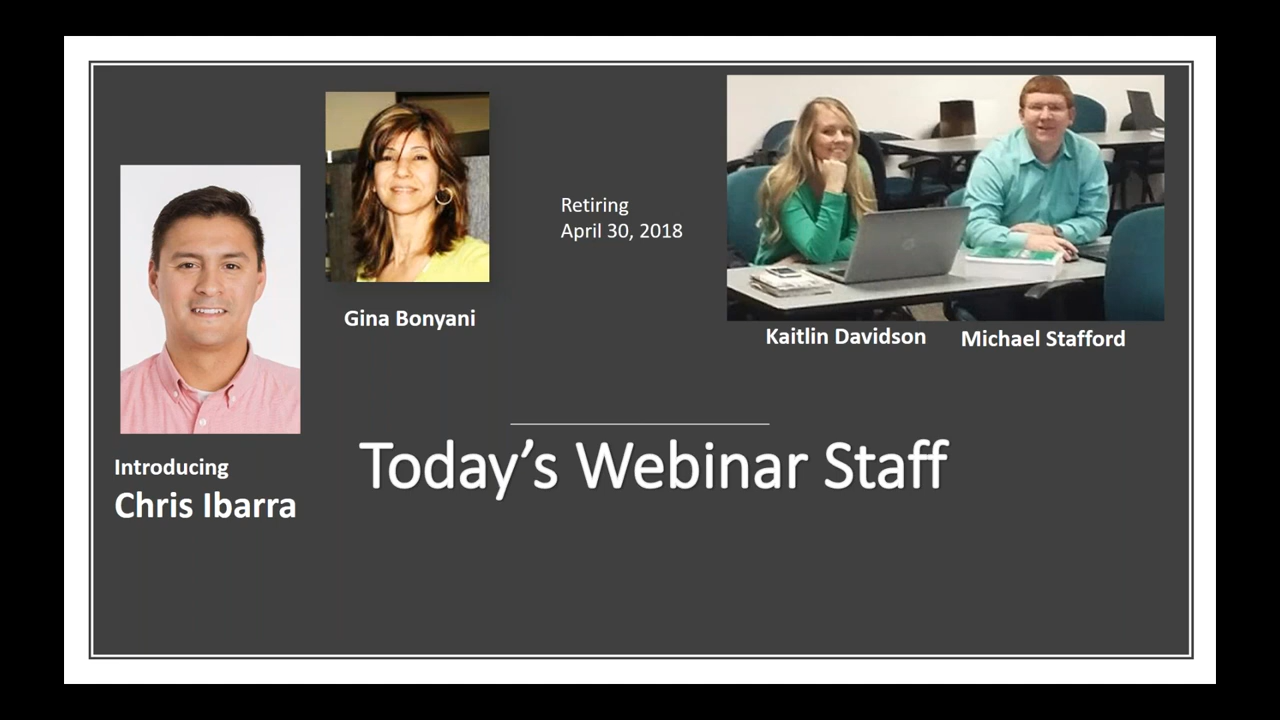 Retiring
April 30, 2018
Gina Bonyani
Kaitlin Davidson
Michael Stafford
Introducing
Chris Ibarra
Today's Webinar Staff